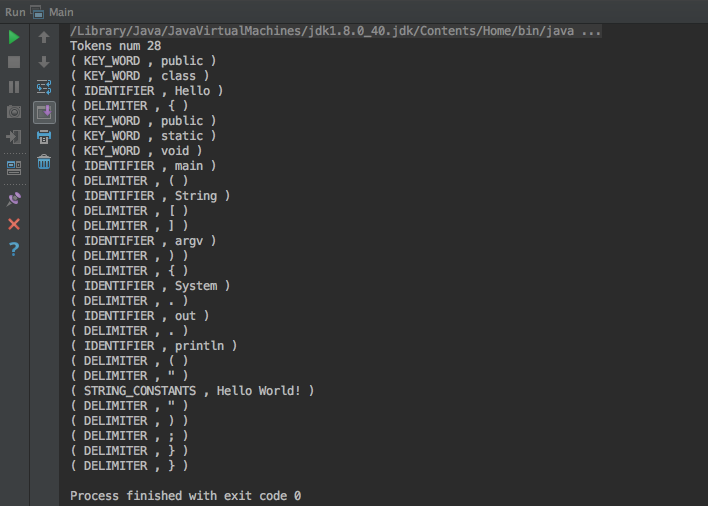 Run Main
/Library/Java/JavaVirtualMachines/jdk1.8.0_40.jdk/Contents/Home/bin/java ...
Tokens num 28
( KEY_WORD , public )
( KEY_WORD , class )
( IDENTIFIER , Hello )
( DELIMITER , { )
( KEY_WORD , public )
( KEY_WORD , static )
( KEY_WORD , void )
( IDENTIFIER , main )
( DELIMITER , ( )
( IDENTIFIER , String )
( DELIMITER , [ )
( DELIMITER , ] )
( IDENTIFIER , argv )
( DELIMITER , ) )
( DELIMITER , { )
( IDENTIFIER , System )
( DELIMITER , . )
( IDENTIFIER , out )
( DELIMITER , . )
( IDENTIFIER , println )
( DELIMITER , ( )
( DELIMITER , " )
( STRING_CONSTANTS , Hello World! )
( DELIMITER , " )
( DELIMITER , ) )
( DELIMITER , ; )
( DELIMITER , } )
( DELIMITER , } )
Process finished with exit code 0